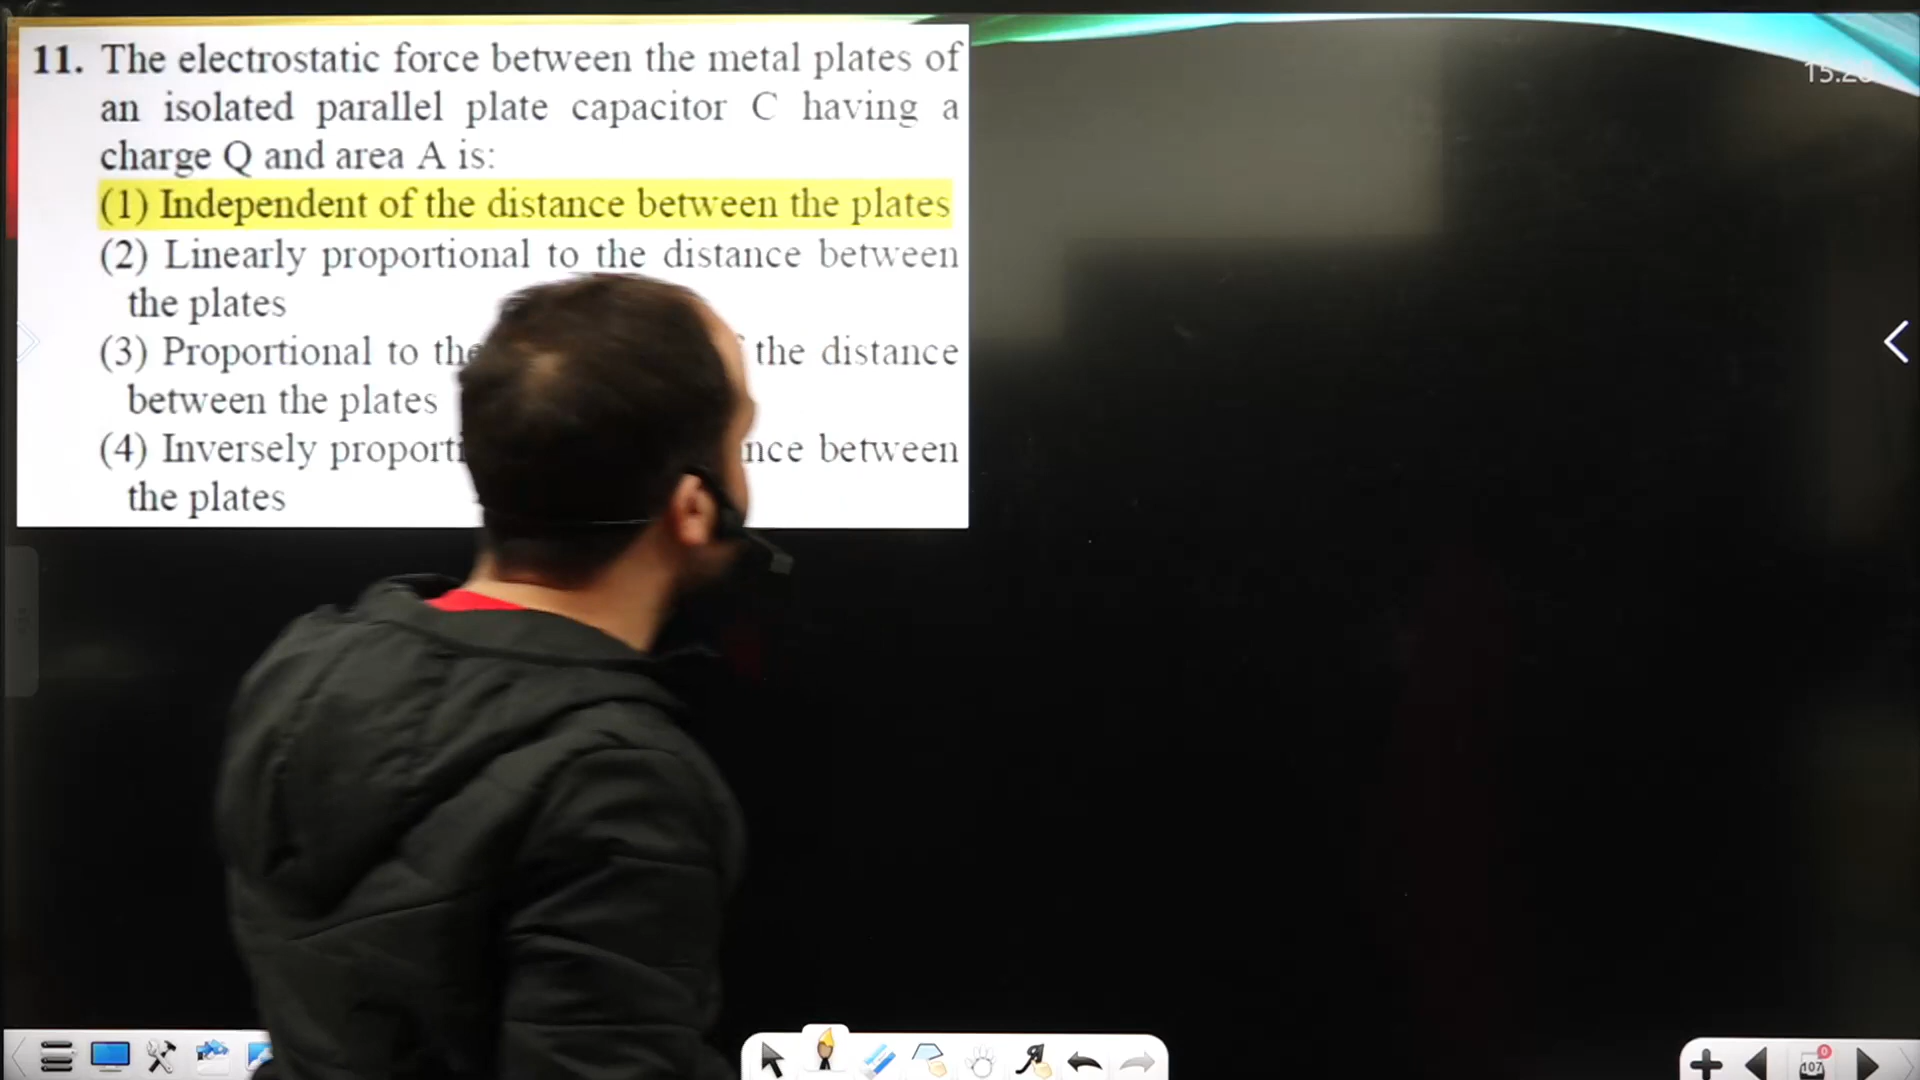 11. The electrostatic force between the metal plates of
an isolated parallel plate capacitor C having a
charge Q and area A is:
(1) Independent of the distance between the plates
(2) Linearly proportional to the distance between
the plates
(3) Proportional to the the distance
between the plates
(4) Inversely between
the plates
107
0